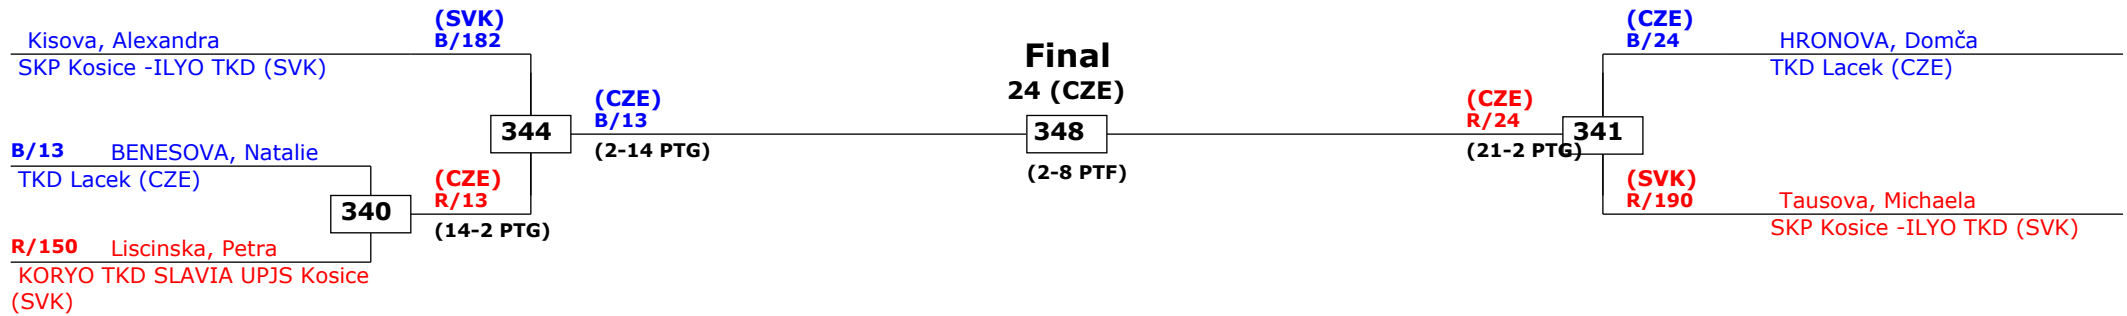 (SVK)
B/182
Kisova, Alexandra
SKP Kosice -ILYO TKD (SVK)
B/13 BENESOVA, Natalie
TKD Lacek (CZE)
340
R/150 Liscinska, Petra
KORYO TKD SLAVIA UPJS Kosice
(SVK)
(CZE)
R/13
(14-2 PTG)
344
(CZE)
B/13
(2-14 PTG)
Final
24 (CZE)
348
(2-8 PTF)
(CZE)
R/24
(21-2 PTG)
341
(CZE)
B/24
HRONOVA, Domča
TKD Lacek (CZE)
(SVK)
R/190
Tausova, Michaela
SKP Kosice -ILYO TKD (SVK)